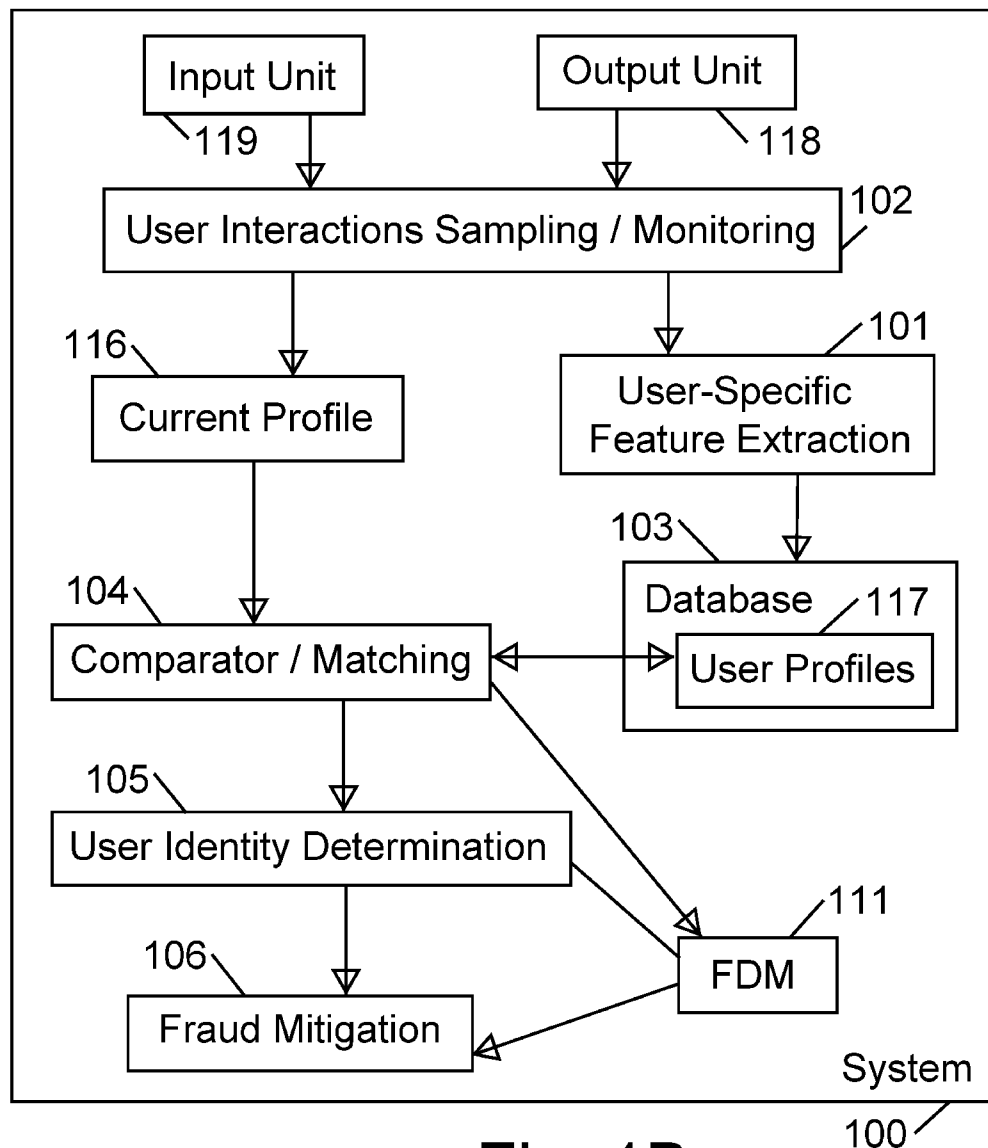 Input Unit
119
Output Unit
118
User Interactions Sampling / Monitoring
102
116
Current Profile
101
User-Specific
Feature Extraction
103
Database
117
User Profiles
104
Comparator / Matching
105
User Identity Determination
111
FDM
106
Fraud Mitigation
System
100